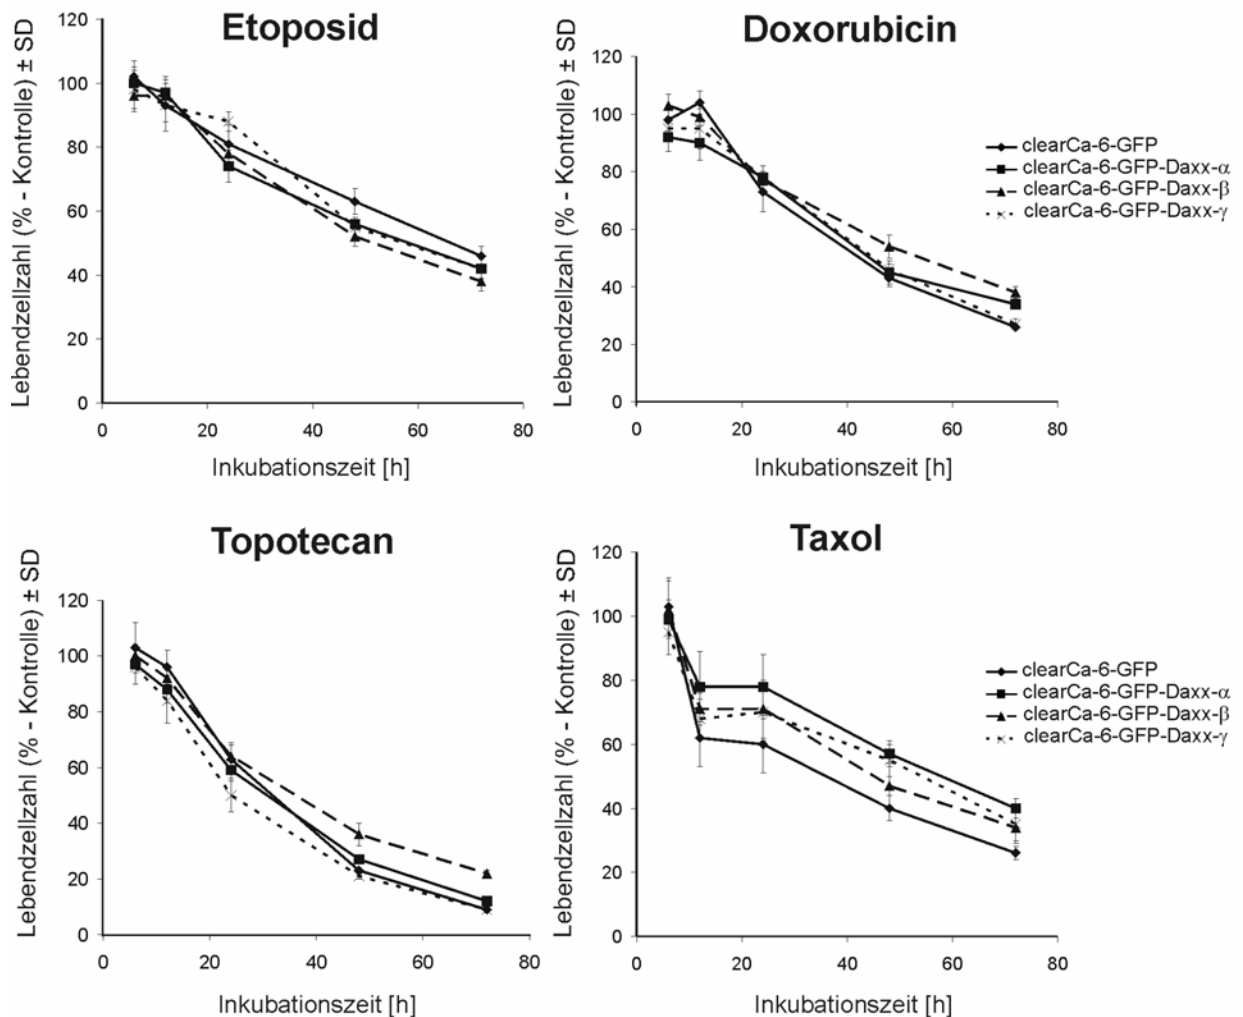 Etoposid
Lebendzellzahl (% - Kontrolle) ± SD
120
100
80
60
40
20
0
0 20 40 60 80
Inkubationszeit [h]
Doxorubicin
Lebendzellzahl (% - Kontrolle) ± SD
120
100
80
60
40
20
0
0 20 40 60 80
Inkubationszeit [h]
clearCa-6-GFP
clearCa-6-GFP-Daxx-α
clearCa-6-GFP-Daxx-β
clearCa-6-GFP-Daxx-γ
Topotecan
Lebendzellzahl (% - Kontrolle) ± SD
120
100
80
60
40
20
0
0 20 40 60 80
Inkubationszeit [h]
Taxol
Lebendzellzahl (% - Kontrolle) ± SD
120
100
80
60
40
20
0
0 20 40 60 80
Inkubationszeit [h]
clearCa-6-GFP
clearCa-6-GFP-Daxx-α
clearCa-6-GFP-Daxx-β
clearCa-6-GFP-Daxx-γ